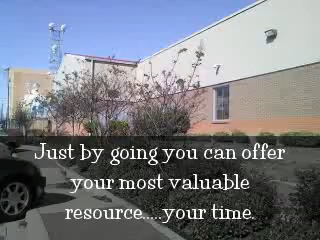 Just by going you can offer
your most valuable
resource.....your time.